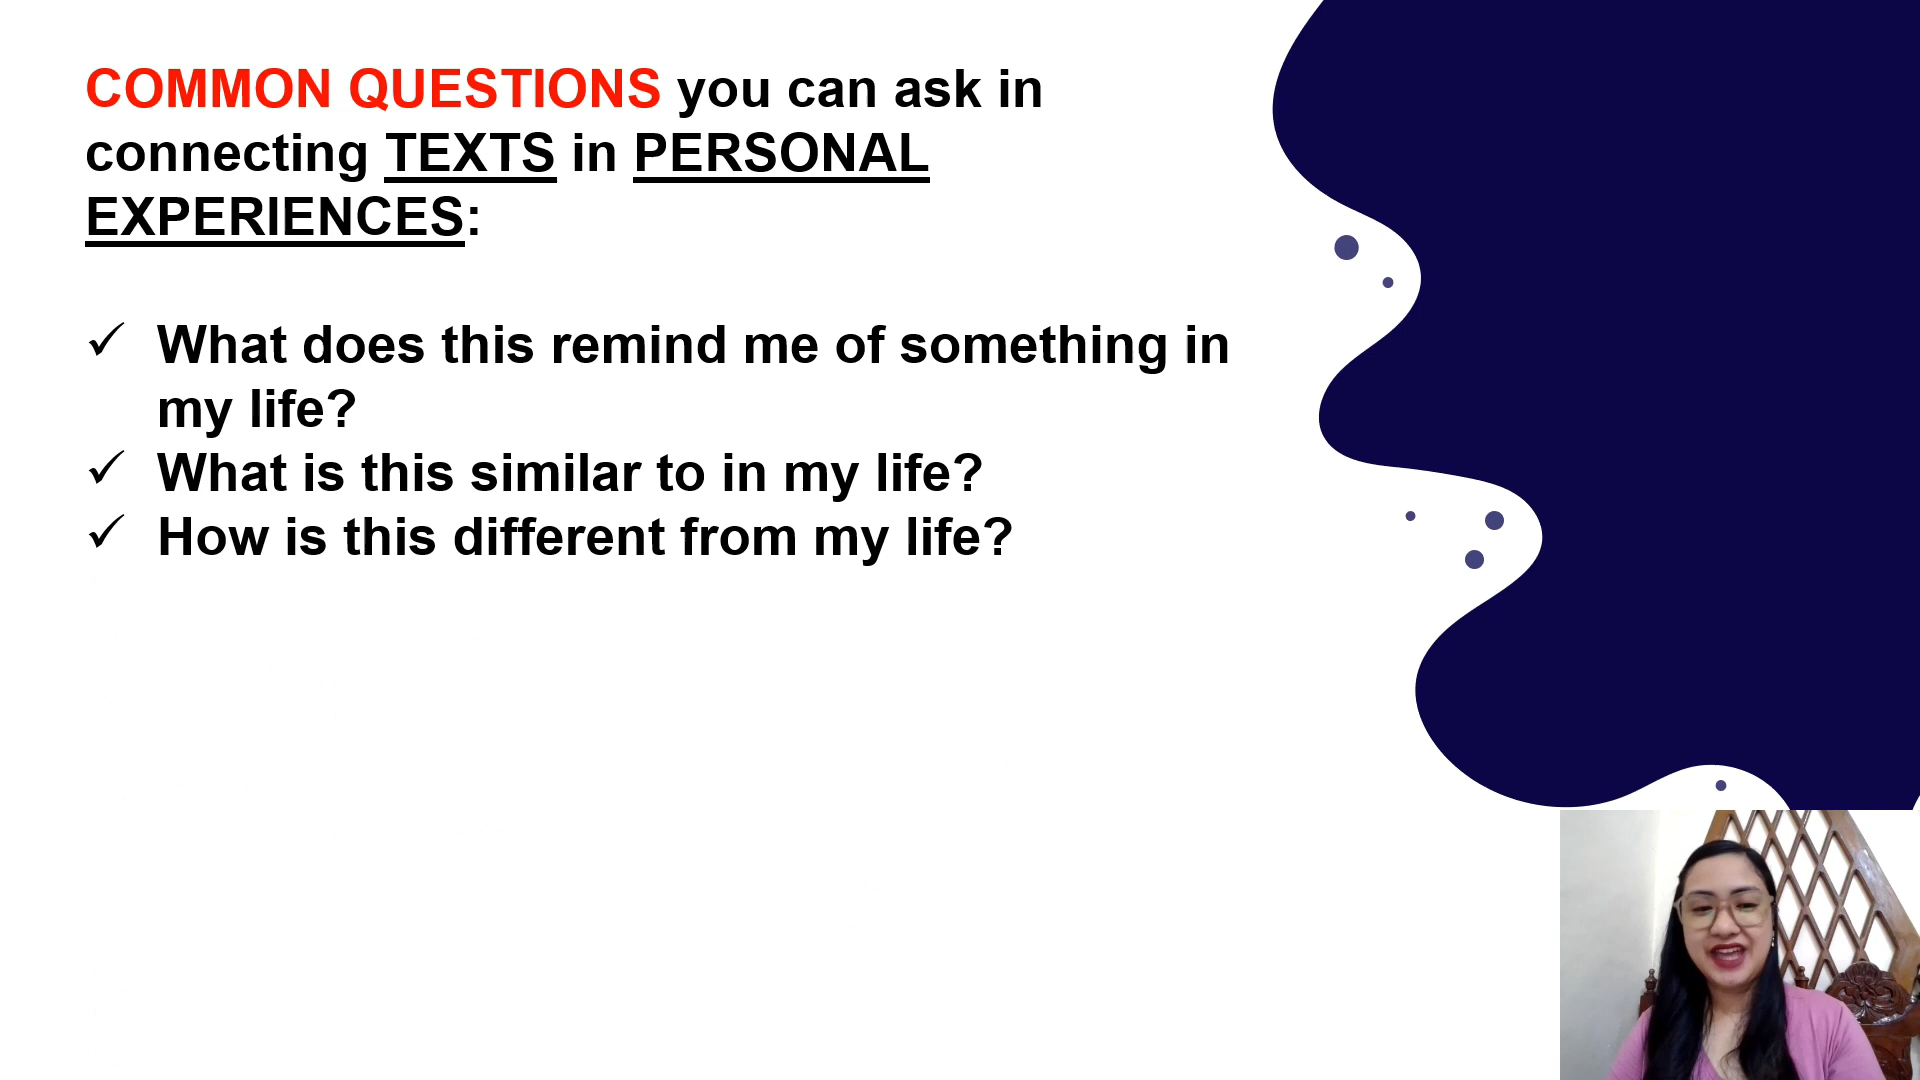 COMMON QUESTIONS you can ask in
connecting TEXTS in PERSONAL
EXPERIENCES:
✓ What does this remind me of something in
my life?
✓ What is this similar to in my life?
✓ How is this different from my life?